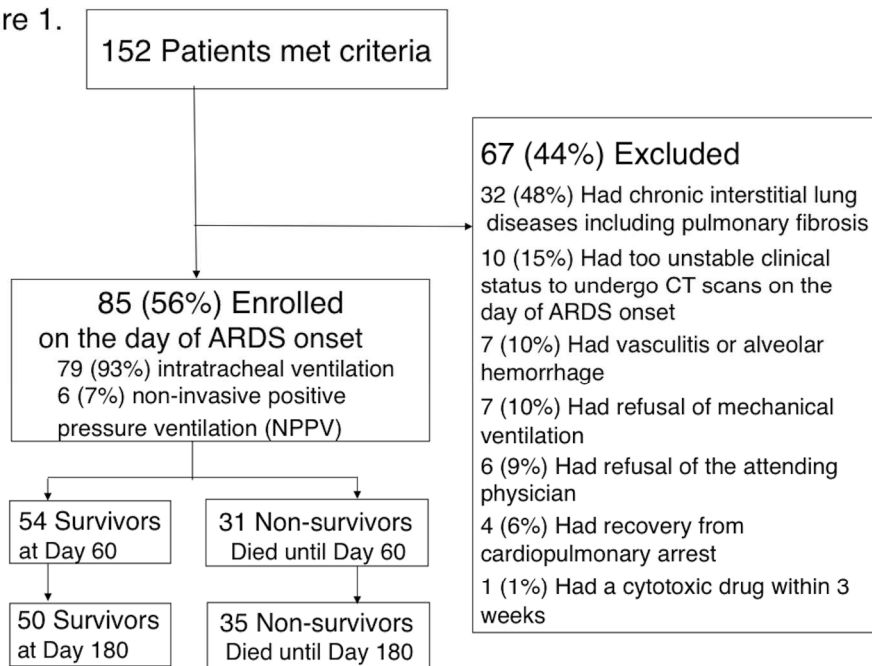 re 1.
152 Patients met criteria
67 (44%) Excluded
32 (48%) Had chronic interstitial lung
diseases including pulmonary fibrosis
10 (15%) Had too unstable clinical
status to undergo CT scans on the
day of ARDS onset
7 (10%) Had vasculitis or alveolar
hemorrhage
7 (10%) Had refusal of mechanical
ventilation
6 (9%) Had refusal of the attending
physician
4 (6%) Had recovery from
cardiopulmonary arrest
1 (1%) Had a cytotoxic drug within 3
weeks
85 (56%) Enrolled
on the day of ARDS onset
79 (93%) intratracheal ventilation
6 (7%) non-invasive positive
pressure ventilation (NPPV)
54 Survivors
at Day 60
31 Non-survivors
Died until Day 60
50 Survivors
at Day 180
35 Non-survivors
Died until Day 180